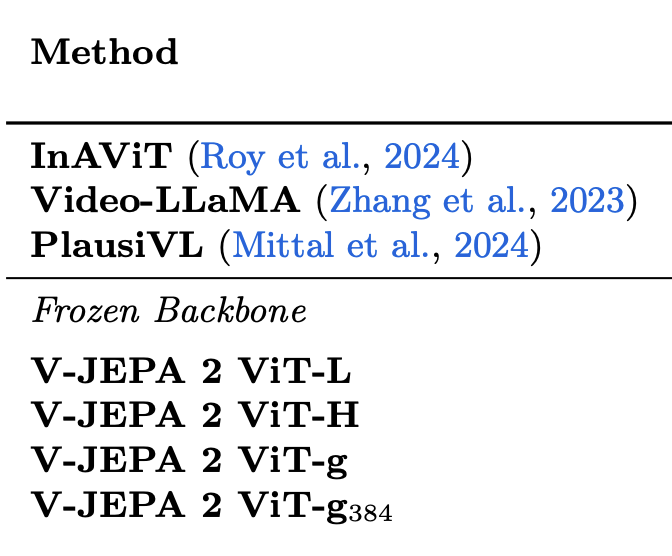 Method
InAViT (Roy et al., 2024)
Video-LLaMA (Zhang et al., 2023)
PlausiVL (Mittal et al., 2024)
Frozen Backbone
V-JEPA 2 ViT-L
V-JEPA 2 ViT-H
V-JEPA 2 ViT-g
V-JEPA 2 ViT-g384